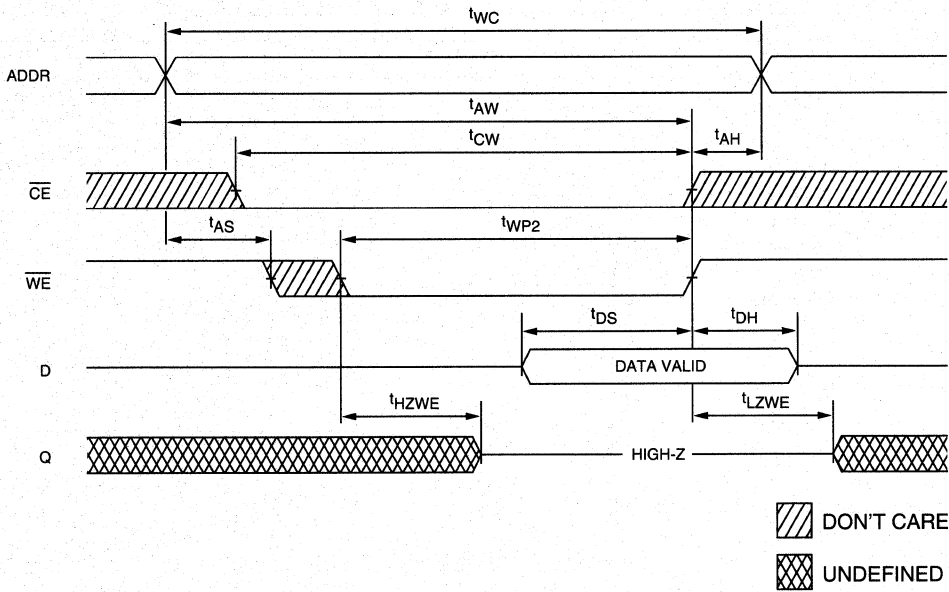 tWC
ADDR
tAW
tCW
tAH
CE
tAS
tWP2
WE
tDS
tDH
D
DATA VALID
tHZWE
tLZWE
Q
HIGH-Z
DON'T CARE
UNDEFINED